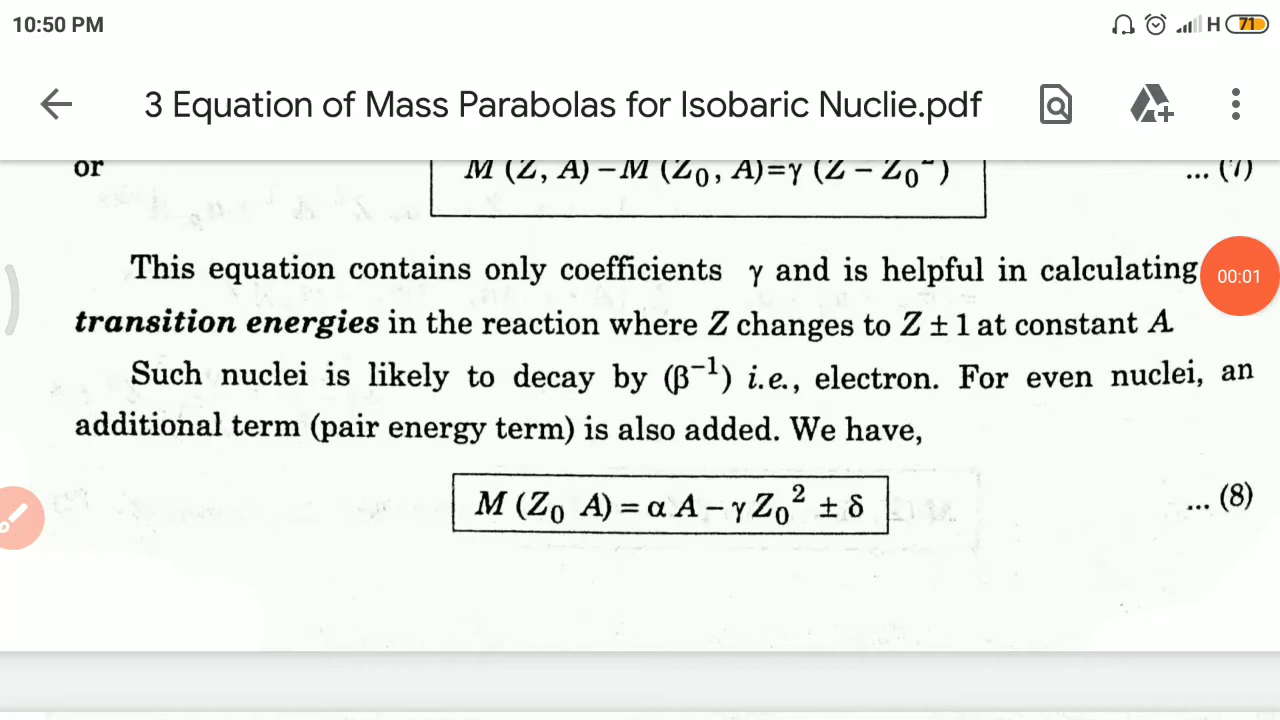 10:50 PM H 71
3 Equation of Mass Parabolas for Isobaric Nuclie.pdf
or M (Z, A) – M (Z₀, A)=γ (Z – Z₀²) ... (7)
This equation contains only coefficients γ and is helpful in calculating
00:01
transition energies in the reaction where Z changes to Z ± 1 at constant A
Such nuclei is likely to decay by (β⁻¹) i.e., electron. For even nuclei, an
additional term (pair energy term) is also added. We have,
M (Z₀ A) = α A – γ Z₀² ± δ ... (8)